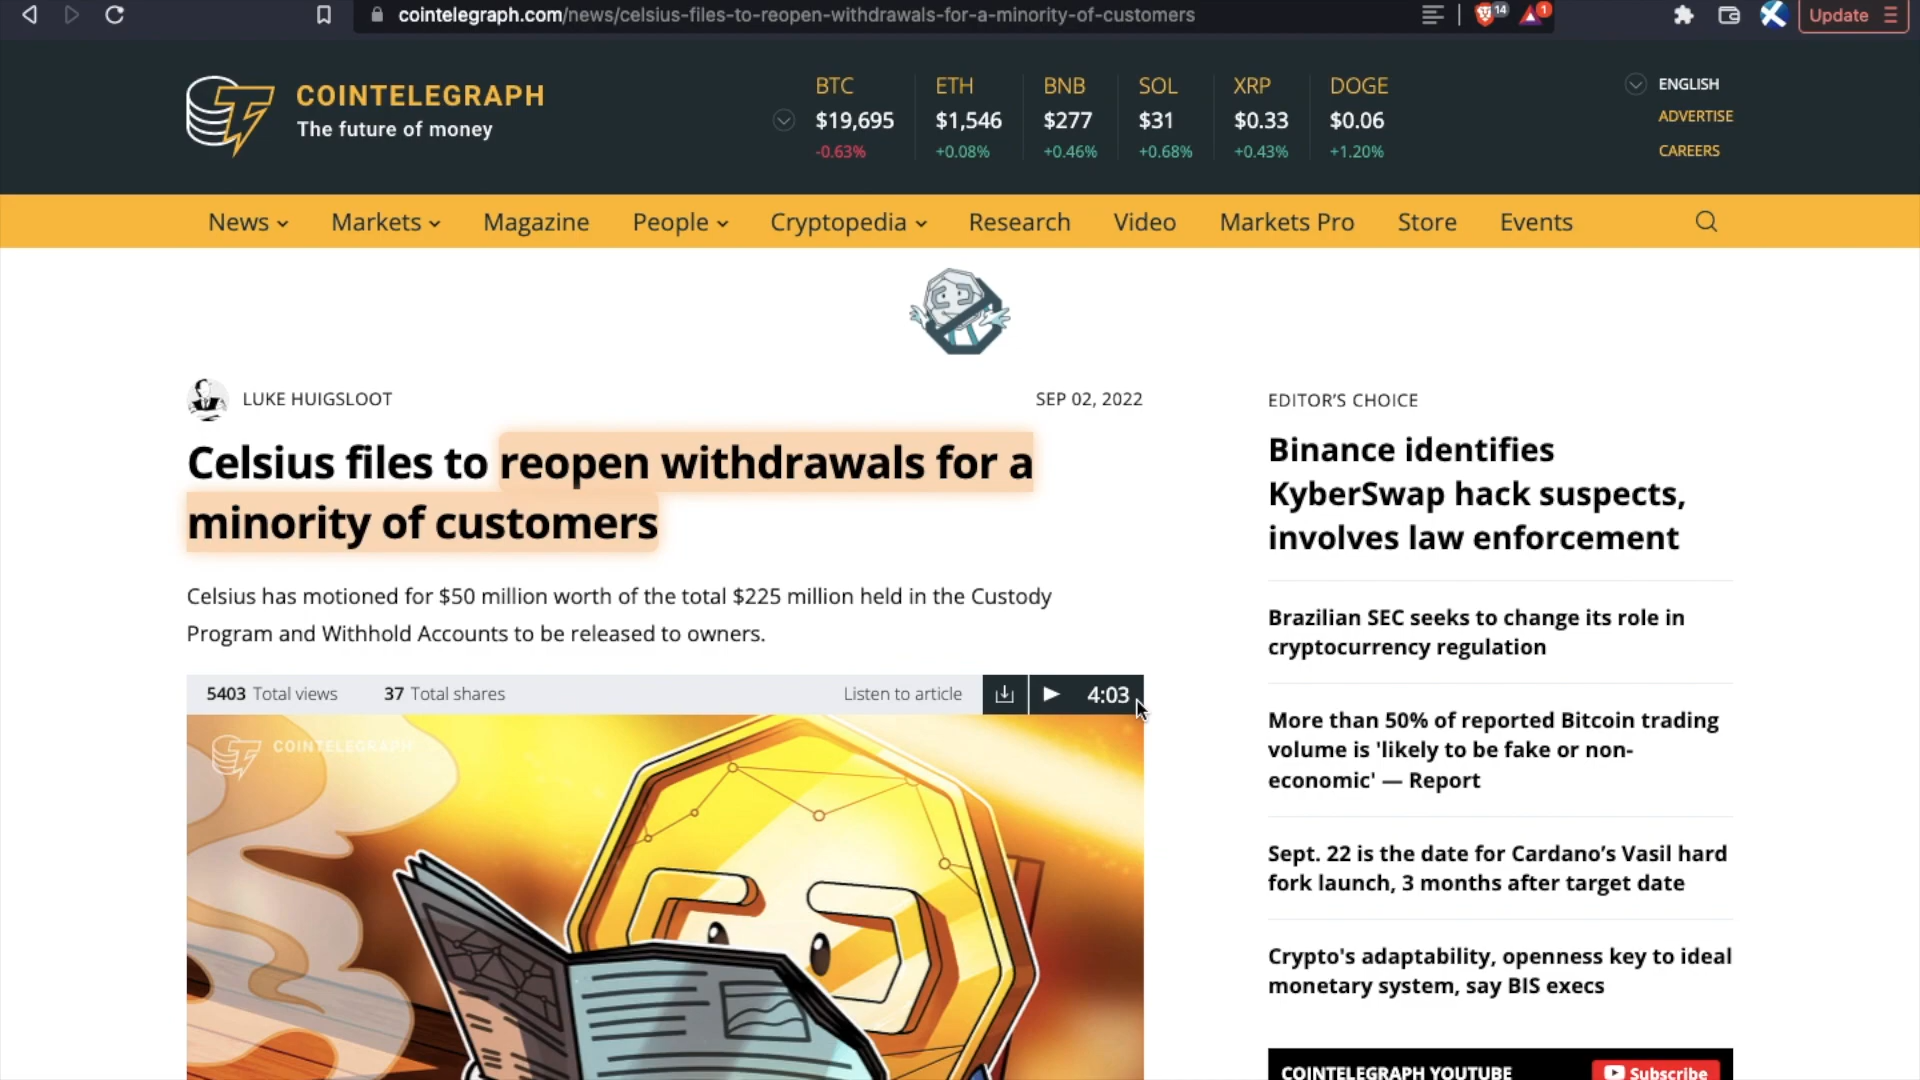 cointelegraph.com/news/celsius-files-to-reopen-withdrawals-for-a-minority-of-customers
14
1
Update
COINTELEGRAPH
The future of money
BTC
$19,695
-0.63%
ETH
$1,546
+0.08%
BNB
$277
+0.46%
SOL
$31
+0.68%
XRP
$0.33
+0.43%
DOGE
$0.06
+1.20%
ENGLISH
ADVERTISE
CAREERS
News Markets Magazine People Cryptopedia Research Video Markets Pro Store Events
LUKE HUIGSLOOT
SEP 02, 2022
Celsius files to reopen withdrawals for a
minority of customers
Celsius has motioned for $50 million worth of the total $225 million held in the Custody
Program and Withhold Accounts to be released to owners.
5403 Total views 37 Total shares Listen to article 4:03
COINTELEGRAPH
EDITOR'S CHOICE
Binance identifies
KyberSwap hack suspects,
involves law enforcement
Brazilian SEC seeks to change its role in
cryptocurrency regulation
More than 50% of reported Bitcoin trading
volume is 'likely to be fake or non-
economic' — Report
Sept. 22 is the date for Cardano’s Vasil hard
fork launch, 3 months after target date
Crypto's adaptability, openness key to ideal
monetary system, say BIS execs
COINTELEGRAPH YOUTUBE
Subscribe